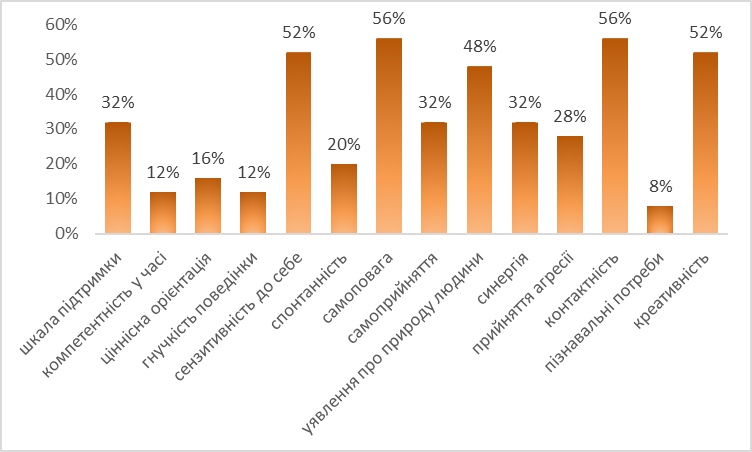 60%
50%
40%
30%
20%
10%
0%
32%
12%
16%
12%
52%
20%
56%
32%
48%
32%
28%
56%
8%
52%
шкала підтримки
компетентність у часі
ціннісна орієнтація
гнучкість поведінки
сензитивність до себе
спонтанність
самоповага
самоприйняття
уявлення про природу людини
синергія
прийняття агресії
контактність
пізнавальні потреби
креативність